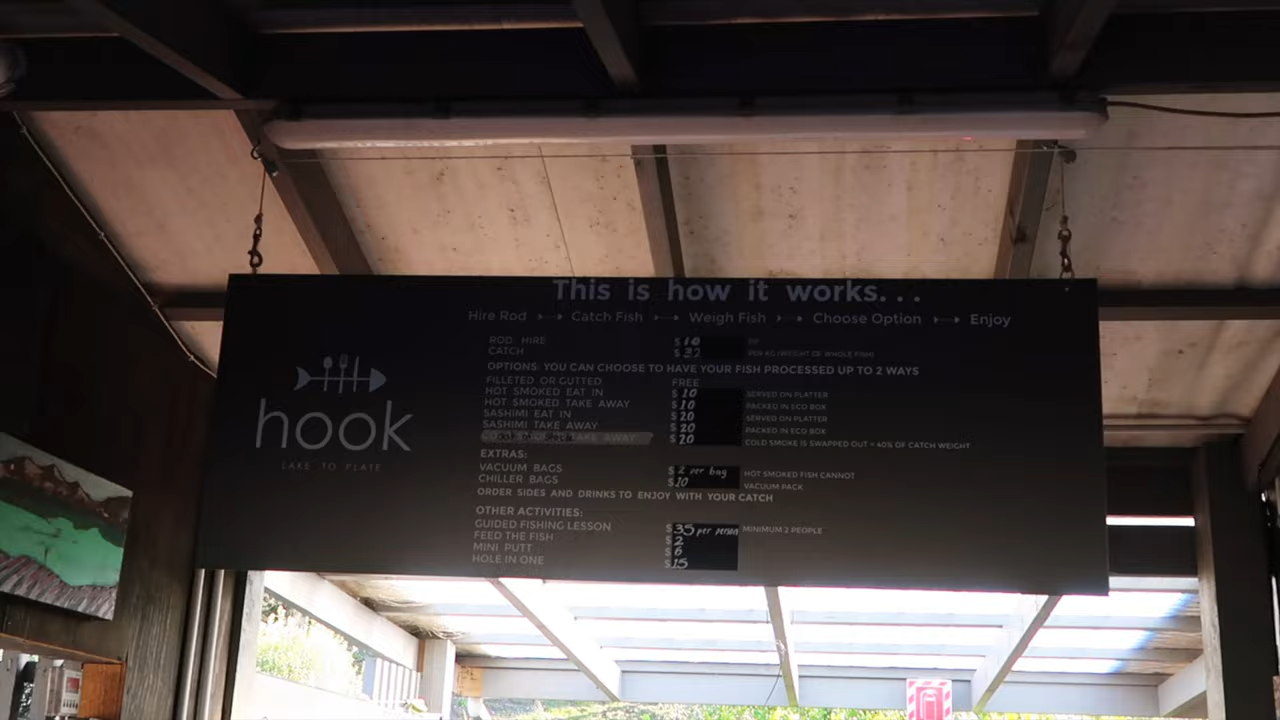 This is how it works...
Hire Rod → Catch Fish → Weigh Fish → Choose Option → Enjoy
ROD HIRE $10
CATCH $ PER KG (WEIGHT OF WHOLE FISH)
OPTIONS: YOU CAN CHOOSE TO HAVE YOUR FISH PROCESSED UP TO 2 WAYS
FILLETED OR GUTTED FREE
HOT SMOKED EAT IN $10 SERVED ON PLATTER
HOT SMOKED TAKE AWAY $10 PACKED IN ECO BOX
SASHIMI EAT IN $20 SERVED ON PLATTER
SASHIMI TAKE AWAY $20 PACKED IN ECO BOX
TAKE AWAY $20 COLD SMOKE IS SWAPPED OUT = 40% OF CATCH WEIGHT
EXTRAS:
VACUUM BAGS $2 per bag HOT SMOKED FISH CANNOT
CHILLER BAGS $10 VACUUM PACK
ORDER SIDES AND DRINKS TO ENJOY WITH YOUR CATCH
OTHER ACTIVITIES:
GUIDED FISHING LESSON $35 per person MINIMUM 2 PEOPLE
FEED THE FISH $2
MINI PUTT $6
HOLE IN ONE $15
hook
LAKE TO PLATE